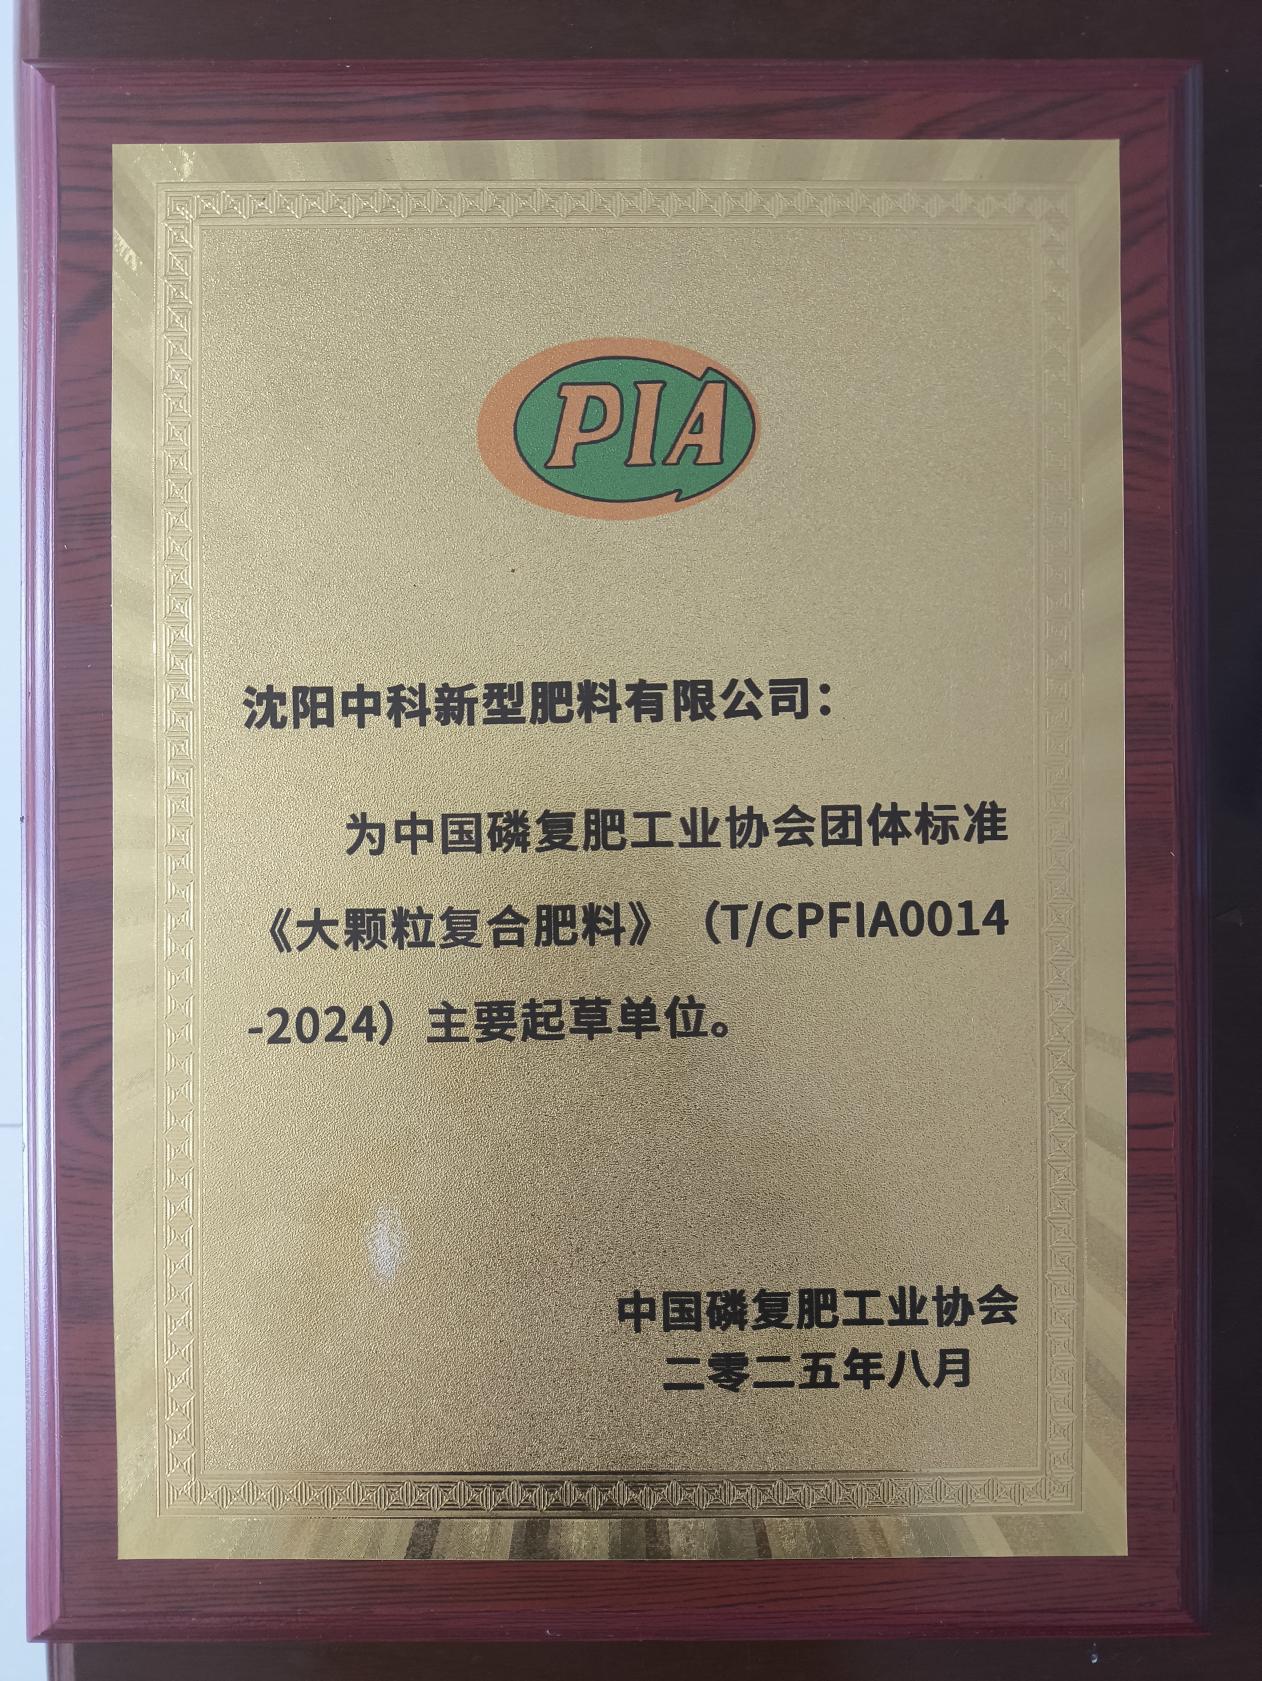 PIA
沈阳中科新型肥料有限公司：
为中国磷复肥工业协会团体标准
《大颗粒复合肥料》（T/CPFIA0014
-2024）主要起草单位。
中国磷复肥工业协会
二零二五年八月